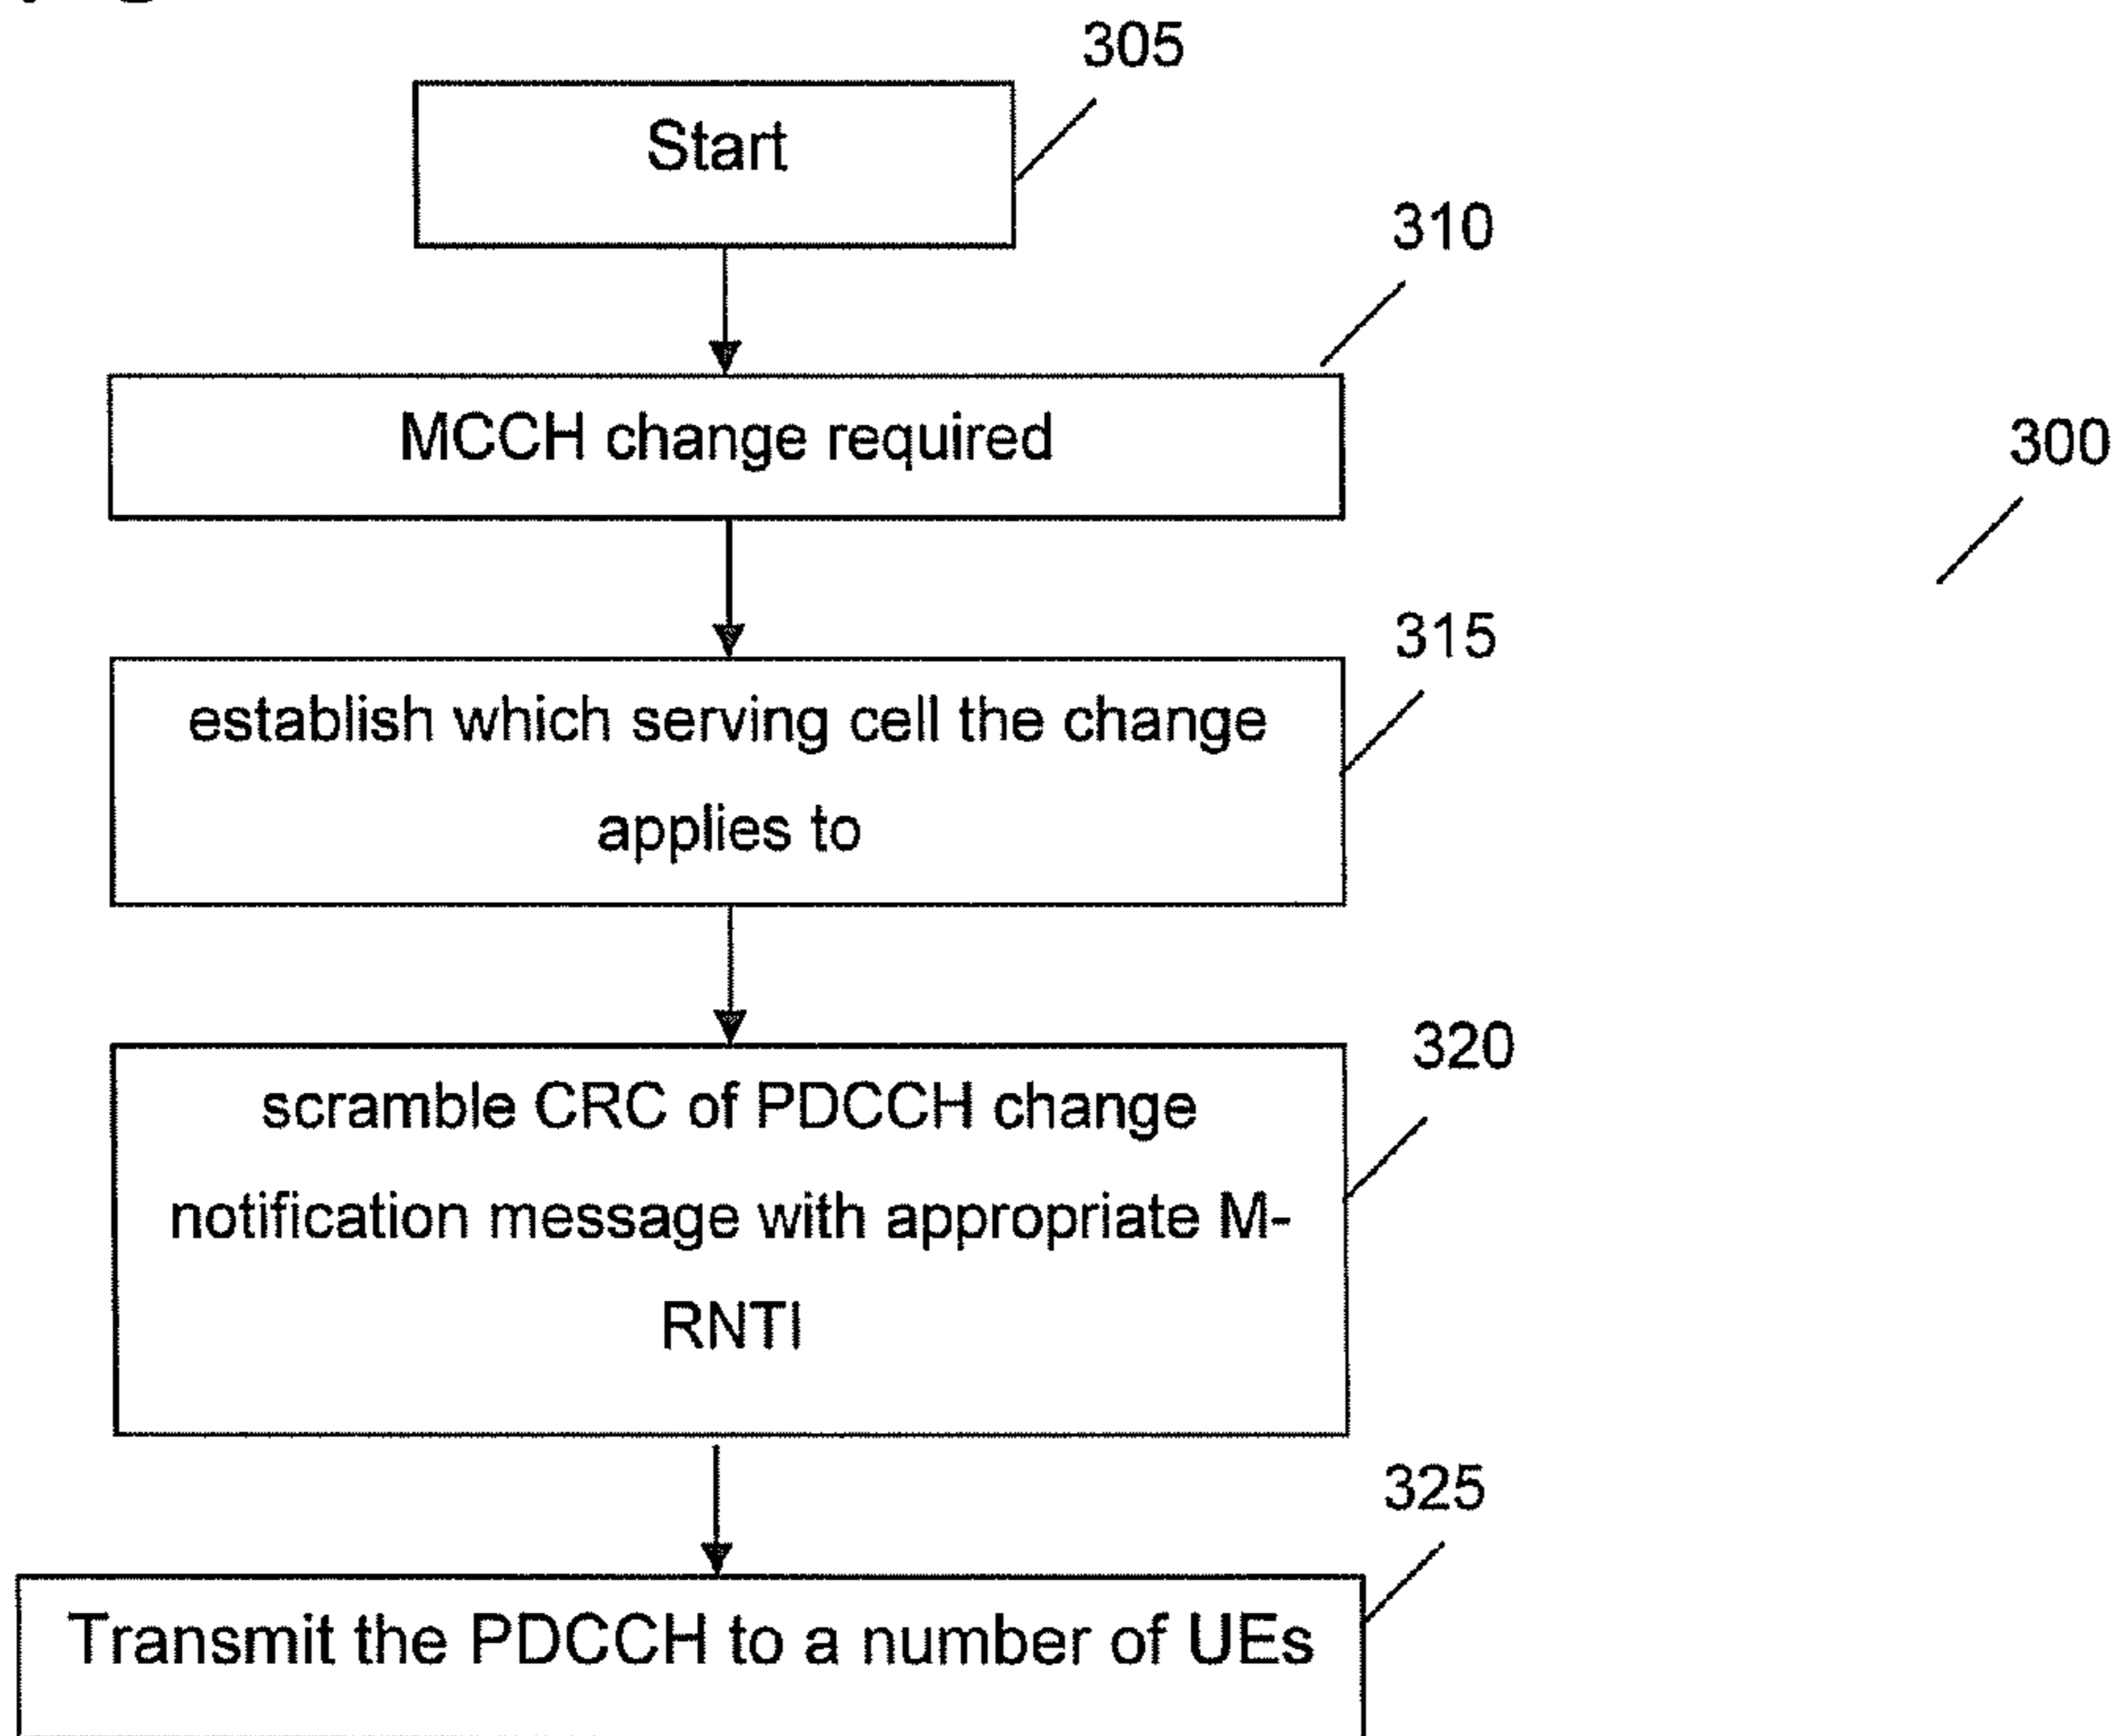 305
Start
310
MCCH change required
300
315
establish which serving cell the change
applies to
320
scramble CRC of PDCCH change
notification message with appropriate M-
RNTI
325
Transmit the PDCCH to a number of UEs